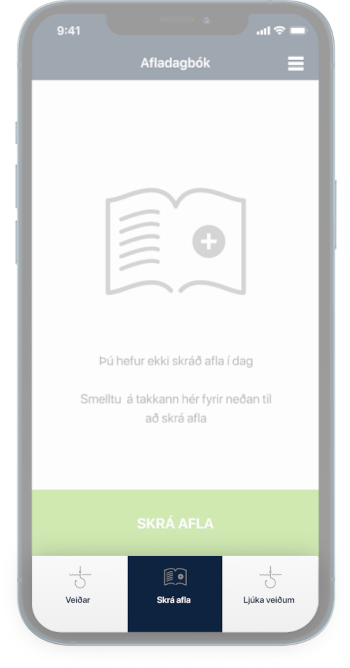 9:41
Afladagbók
Þú hefur ekki skráð afla í dag
Smelltu á takkann hér fyrir neðan til
að skrá afla
SKRÁ AFLA
Veiðar
Skrá afla
Ljúka veiðum